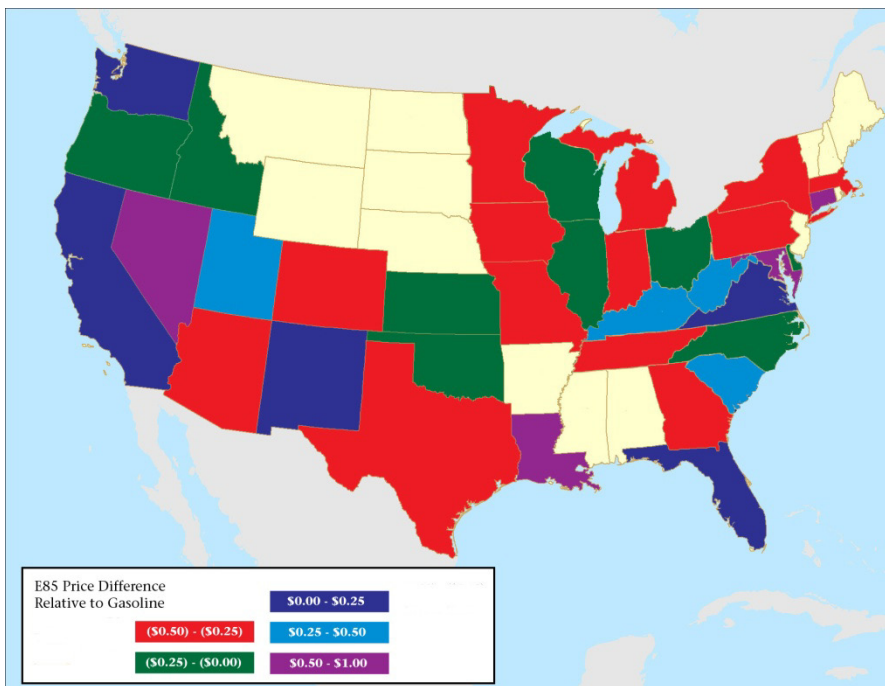 E85 Price Difference
Relative to Gasoline
$0.00 - $0.25
($0.50) - ($0.25)
$0.25 - $0.50
($0.25) - ($0.00)
$0.50 - $1.00